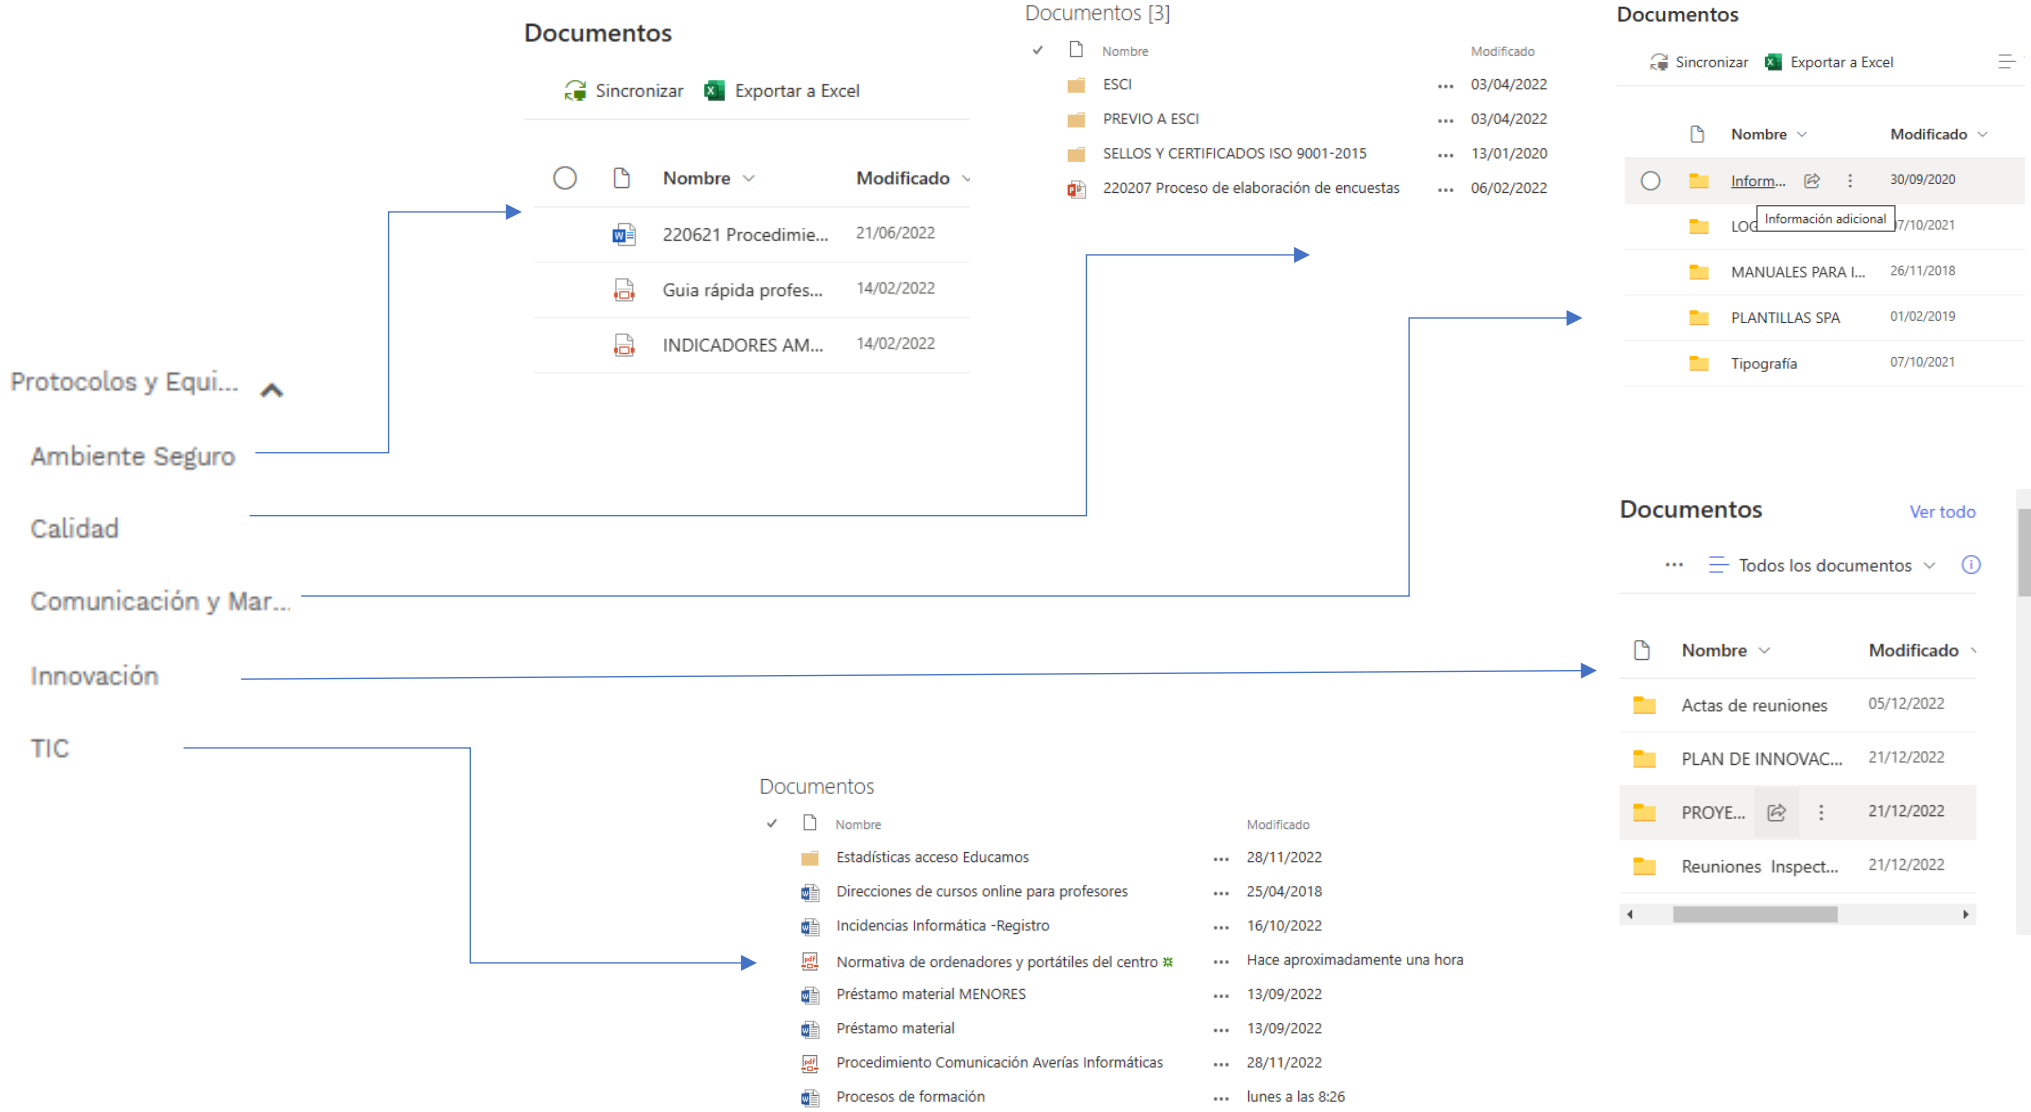 Protocolos y Equi...
Ambiente Seguro
Calidad
Comunicación y Mar...
Innovación
TIC
Documentos
Sincronizar Exportar a Excel
Nombre Modificado
220621 Procedimie... 21/06/2022
Guia rápida profes... 14/02/2022
INDICADORES AM... 14/02/2022
Documentos [3]
Nombre Modificado
ESCI ... 03/04/2022
PREVIO A ESCI ... 03/04/2022
SELLOS Y CERTIFICADOS ISO 9001-2015 ... 13/01/2020
220207 Proceso de elaboración de encuestas ... 06/02/2022
Documentos
Sincronizar Exportar a Excel
Nombre Modificado
Inform... 30/09/2020
Información adicional
LOG 7/10/2021
MANUALES PARA I... 26/11/2018
PLANTILLAS SPA 01/02/2019
Tipografía 07/10/2021
Documentos Ver todo
... Todos los documentos
Nombre Modificado
Actas de reuniones 05/12/2022
PLAN DE INNOVAC... 21/12/2022
PROYE... 21/12/2022
Reuniones Inspect... 21/12/2022
Documentos
Nombre Modificado
Estadísticas acceso Educamos ... 28/11/2022
Direcciones de cursos online para profesores ... 25/04/2018
Incidencias Informática -Registro ... 16/10/2022
Normativa de ordenadores y portátiles del centro ... Hace aproximadamente una hora
Préstamo material MENORES ... 13/09/2022
Préstamo material ... 13/09/2022
Procedimiento Comunicación Averías Informáticas ... 28/11/2022
Procesos de formación ... lunes a las 8:26